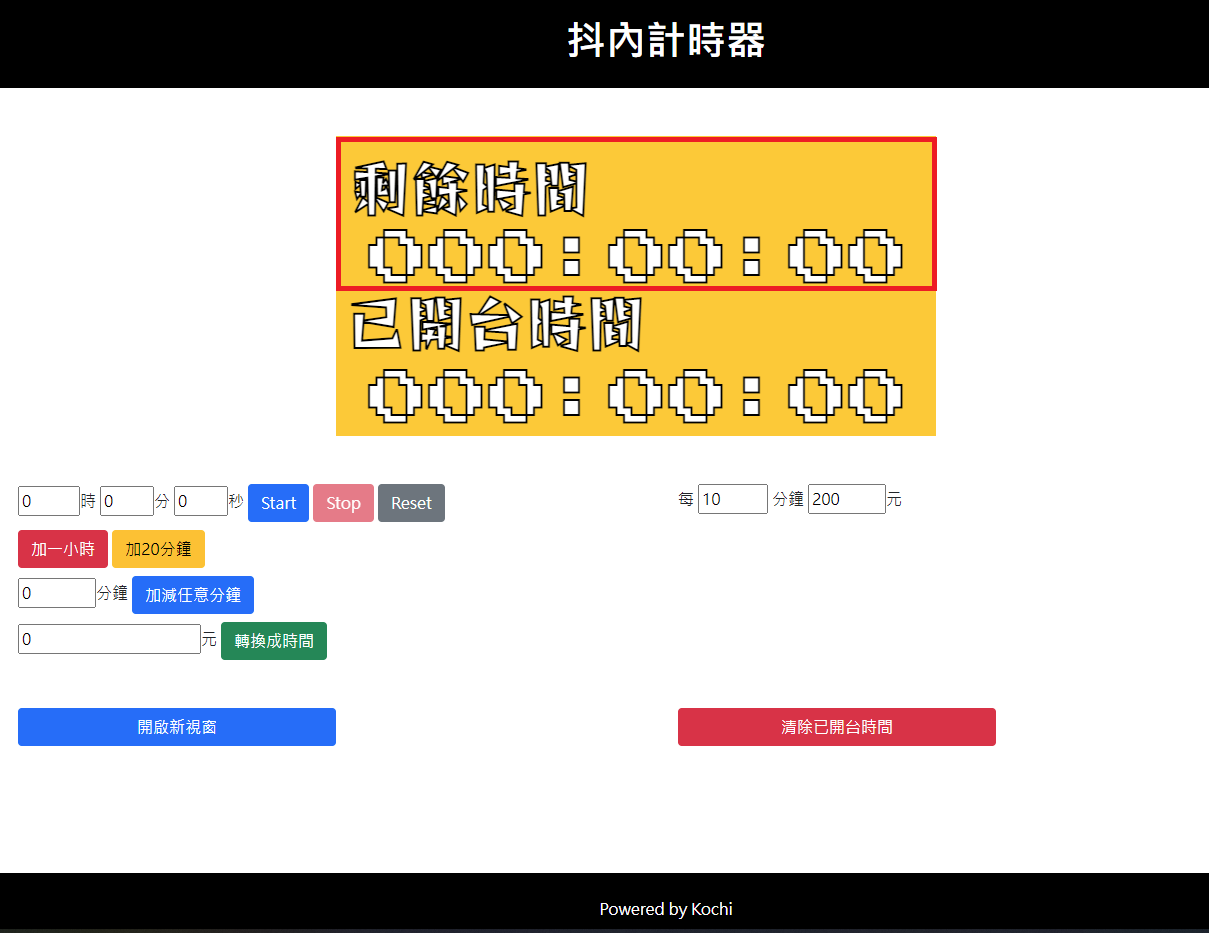 抖內計時器
剩餘時間
000:00:00
已開台時間
000:00:00
0時 0分 0秒 Start Stop Reset
每 10 分鐘 200元
加一小時 加20分鐘
0分鐘 加減任意分鐘
0元 轉換成時間
開啟新視窗
清除已開台時間
Powered by Kochi